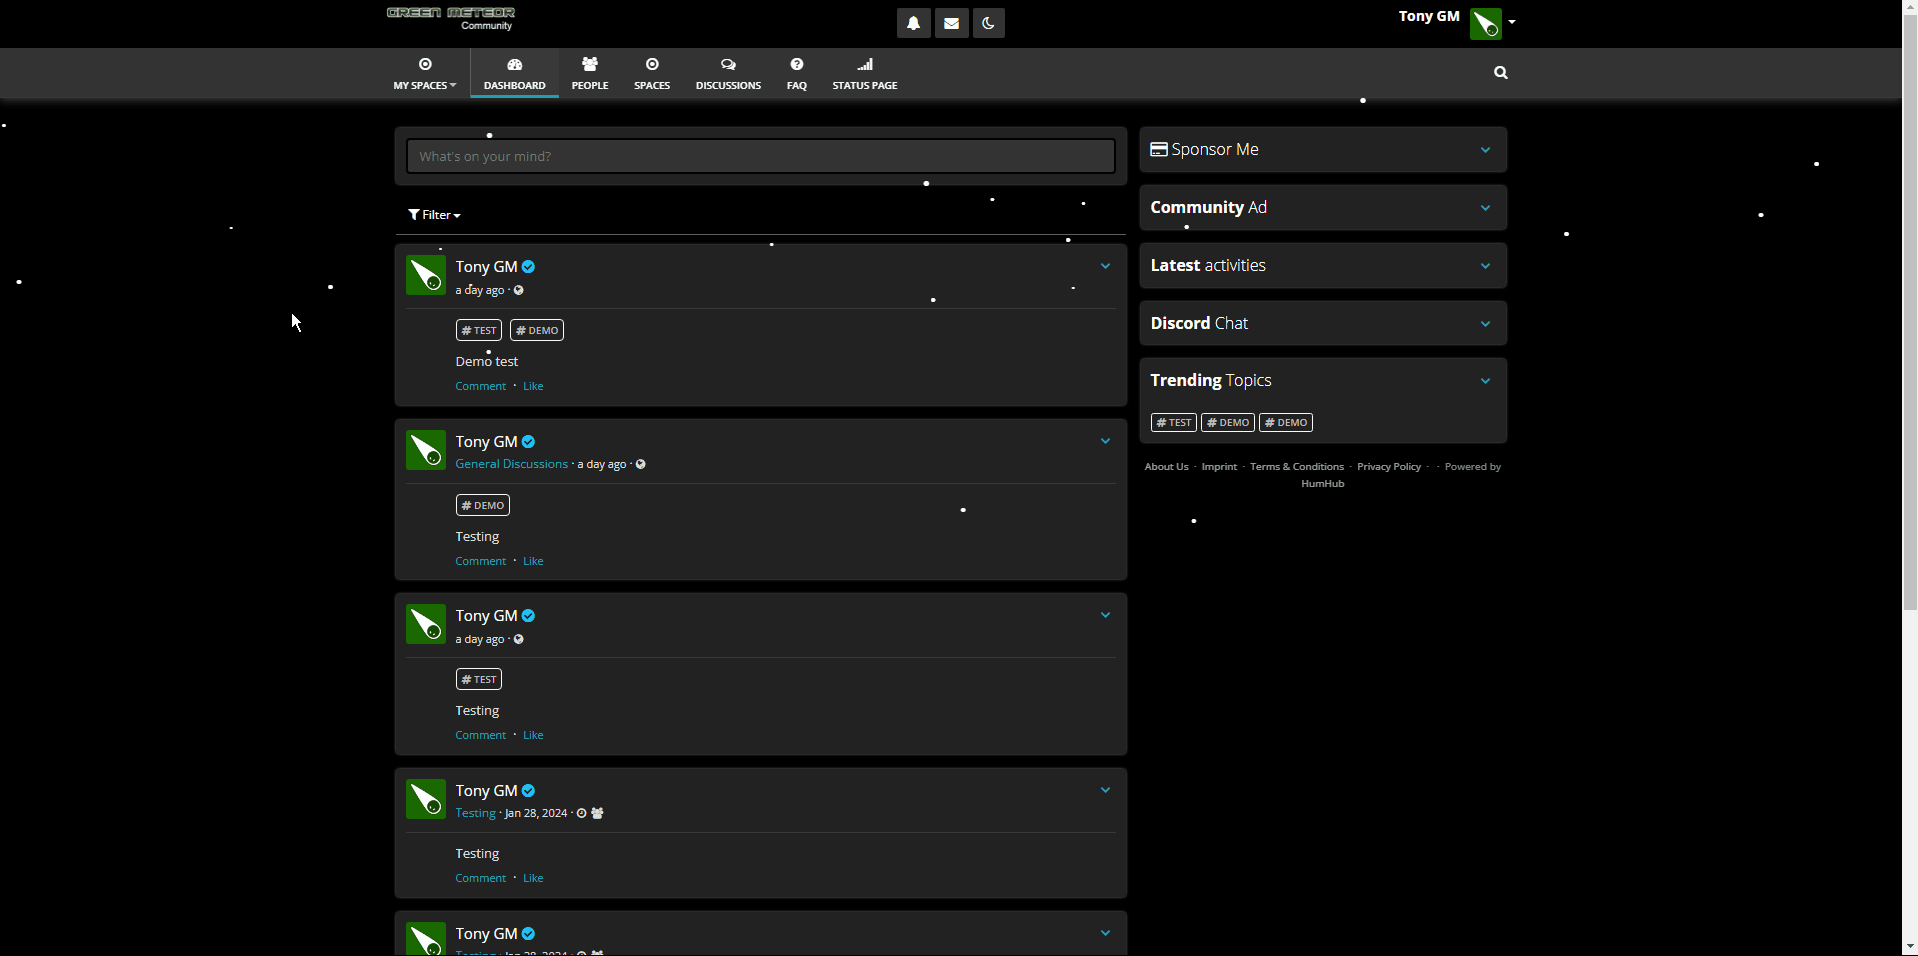 GREEN METEOR
Community
Tony GM
MY SPACES
DASHBOARD
PEOPLE
SPACES
DISCUSSIONS
FAQ
STATUS PAGE
What's on your mind?
Filter
Tony GM
a day ago ·
# TEST # DEMO
Demo test
Comment · Like
Tony GM
General Discussions · a day ago ·
# DEMO
Testing
Comment · Like
Tony GM
a day ago ·
# TEST
Testing
Comment · Like
Tony GM
Testing · Jan 28, 2024 ·
Testing
Comment · Like
Tony GM
Testing · Jan 28, 2024 ·
Sponsor Me
Community Ad
Latest activities
Discord Chat
Trending Topics
# TEST # DEMO # DEMO
About Us · Imprint · Terms & Conditions · Privacy Policy · · Powered by
HumHub